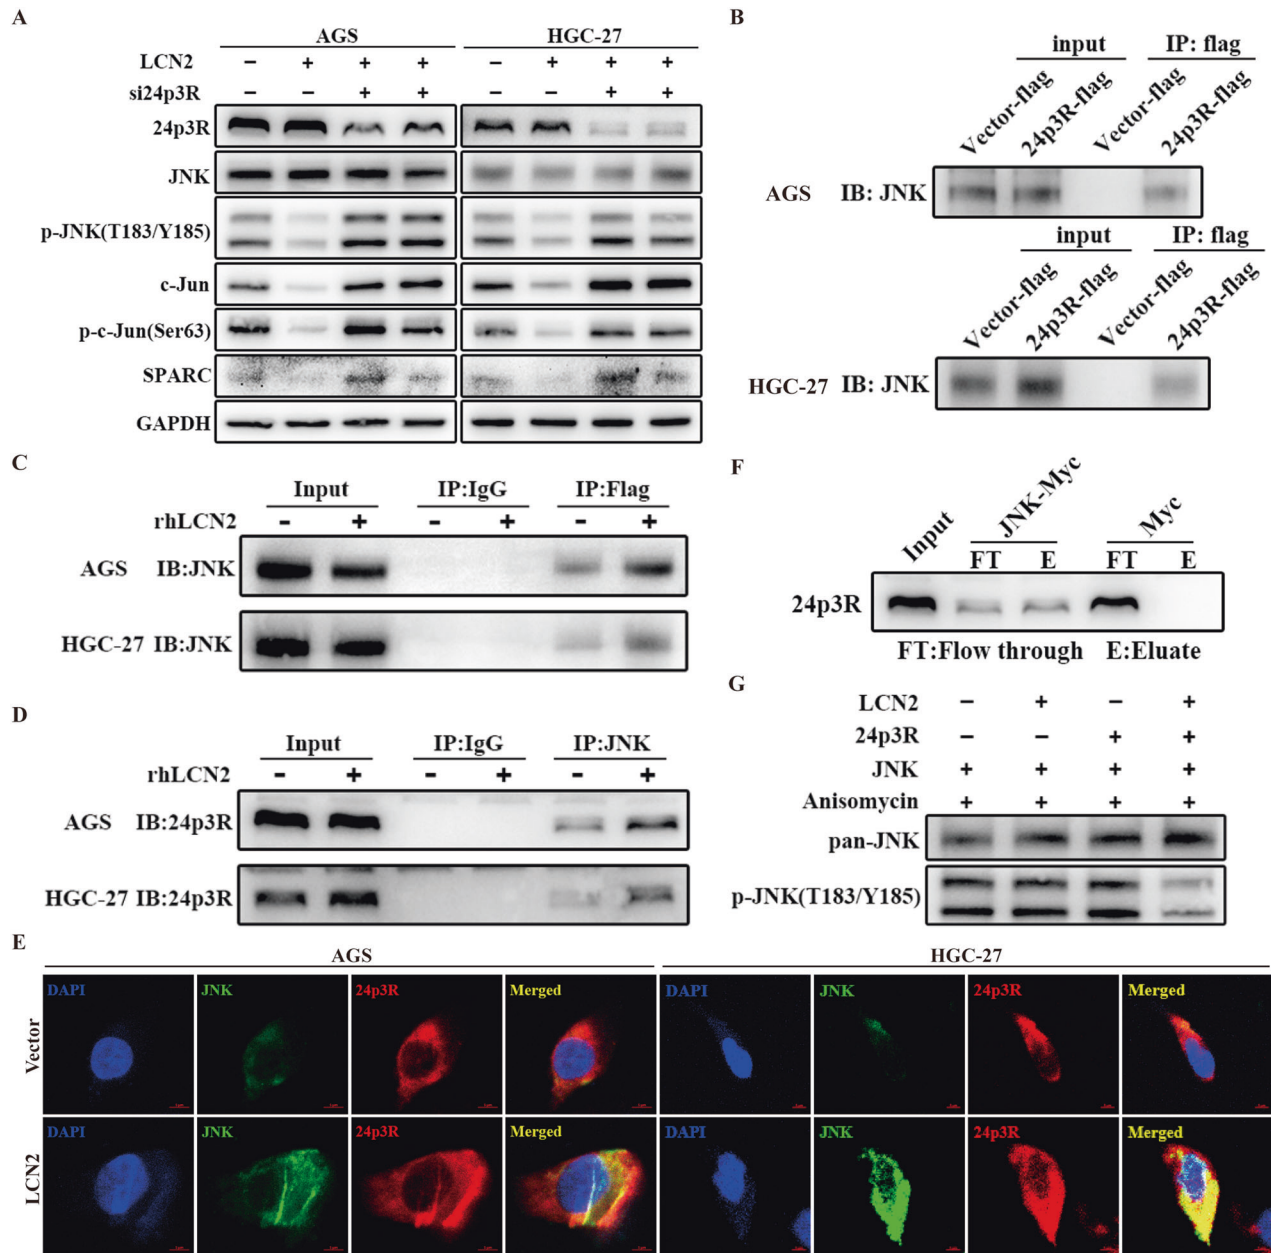 A
AGS HGC-27
LCN2 − + + + − + + +
si24p3R − − + + − − + +
24p3R
JNK
p-JNK(T183/Y185)
c-Jun
p-c-Jun(Ser63)
SPARC
GAPDH
B
input IP: flag
Vector-flag 24p3R-flag Vector-flag 24p3R-flag
AGS IB: JNK
input IP: flag
Vector-flag 24p3R-flag Vector-flag 24p3R-flag
HGC-27 IB: JNK
C
Input IP:IgG IP:Flag
rhLCN2 - + - + - +
AGS IB:JNK
HGC-27 IB:JNK
D
Input IP:IgG IP:JNK
rhLCN2 - + - + - +
AGS IB:24p3R
HGC-27 IB:24p3R
F
Input JNK-Myc Myc
FT E FT E
24p3R
FT:Flow through E:Eluate
G
LCN2 − + − +
24p3R − − + +
JNK + + + +
Anisomycin + + + +
pan-JNK
p-JNK(T183/Y185)
E
AGS HGC-27
Vector
DAPI JNK 24p3R Merged DAPI JNK 24p3R Merged
LCN2
DAPI JNK 24p3R Merged DAPI JNK 24p3R Merged